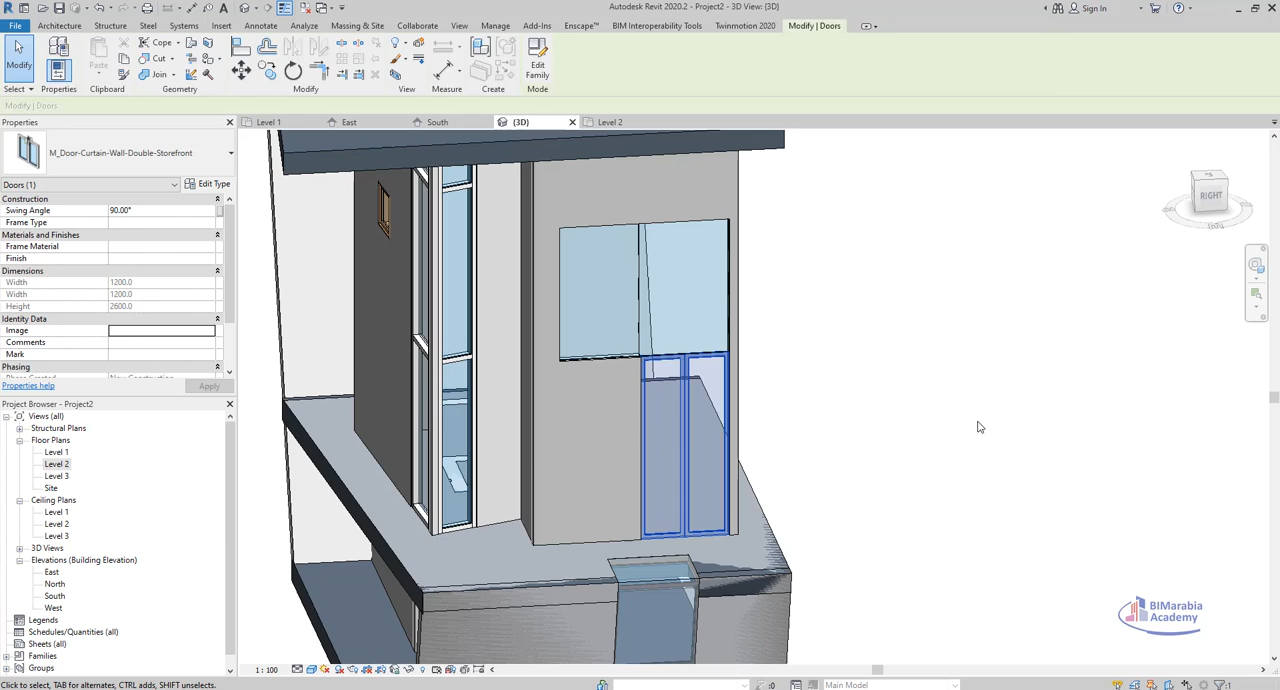 Autodesk Revit 2020.2 - Project2 - 3D View: {3D}
Sign In
File Architecture Structure Steel Systems Insert Annotate Analyze Massing & Site Collaborate View Manage Add-Ins Enscape™ BIM Interoperability Tools Twinmotion 2020 Modify | Doors
Modify
Paste
Cope
Cut
Join
Edit
Family
Select Properties Clipboard Geometry Modify View Measure Create Mode
Modify | Doors
Properties
Level 1 East South {3D} Level 2
M_Door-Curtain-Wall-Double-Storefront
Doors (1) Edit Type
Construction
Swing Angle 90.00°
Frame Type
Materials and Finishes
Frame Material
Finish
Dimensions
Width 1200.0
Width 1200.0
Height 2600.0
Identity Data
Image
Comments
Mark
Phasing
Phase Created New Construction
Properties help Apply
Project Browser - Project2
Views (all)
Structural Plans
Floor Plans
Level 1
Level 2
Level 3
Site
Ceiling Plans
Level 1
Level 2
Level 3
3D Views
Elevations (Building Elevation)
East
North
South
West
Legends
Schedules/Quantities (all)
Sheets (all)
Families
Groups
RIGHT
BIMarabia
Academy
1 : 100
Click to select, TAB for alternates, CTRL adds, SHIFT unselects.
:0 Main Model :1